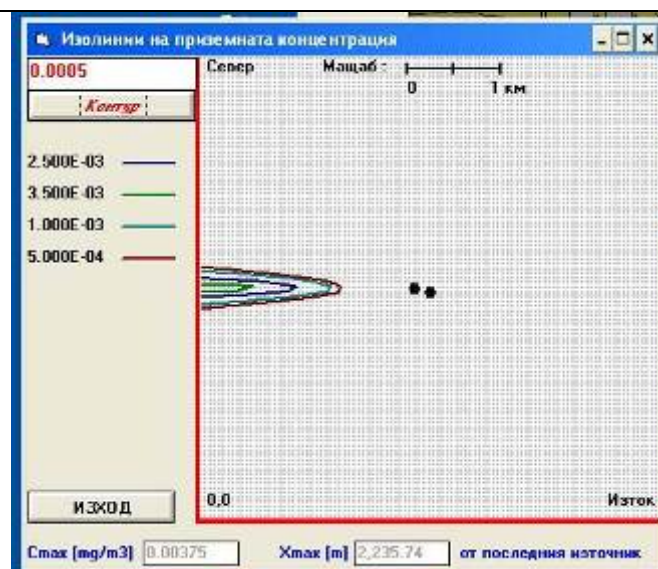 Изолинии на приземната концентрация
0.0005
Север Мащаб :
0 1 км
Контур
2.500E-03
3.500E-03
1.000E-03
5.000E-04
ИЗХОД
0,0 Изток
Cmax [mg/m3] 0.00375 Xmax [m] 2,235.74 от последния източник